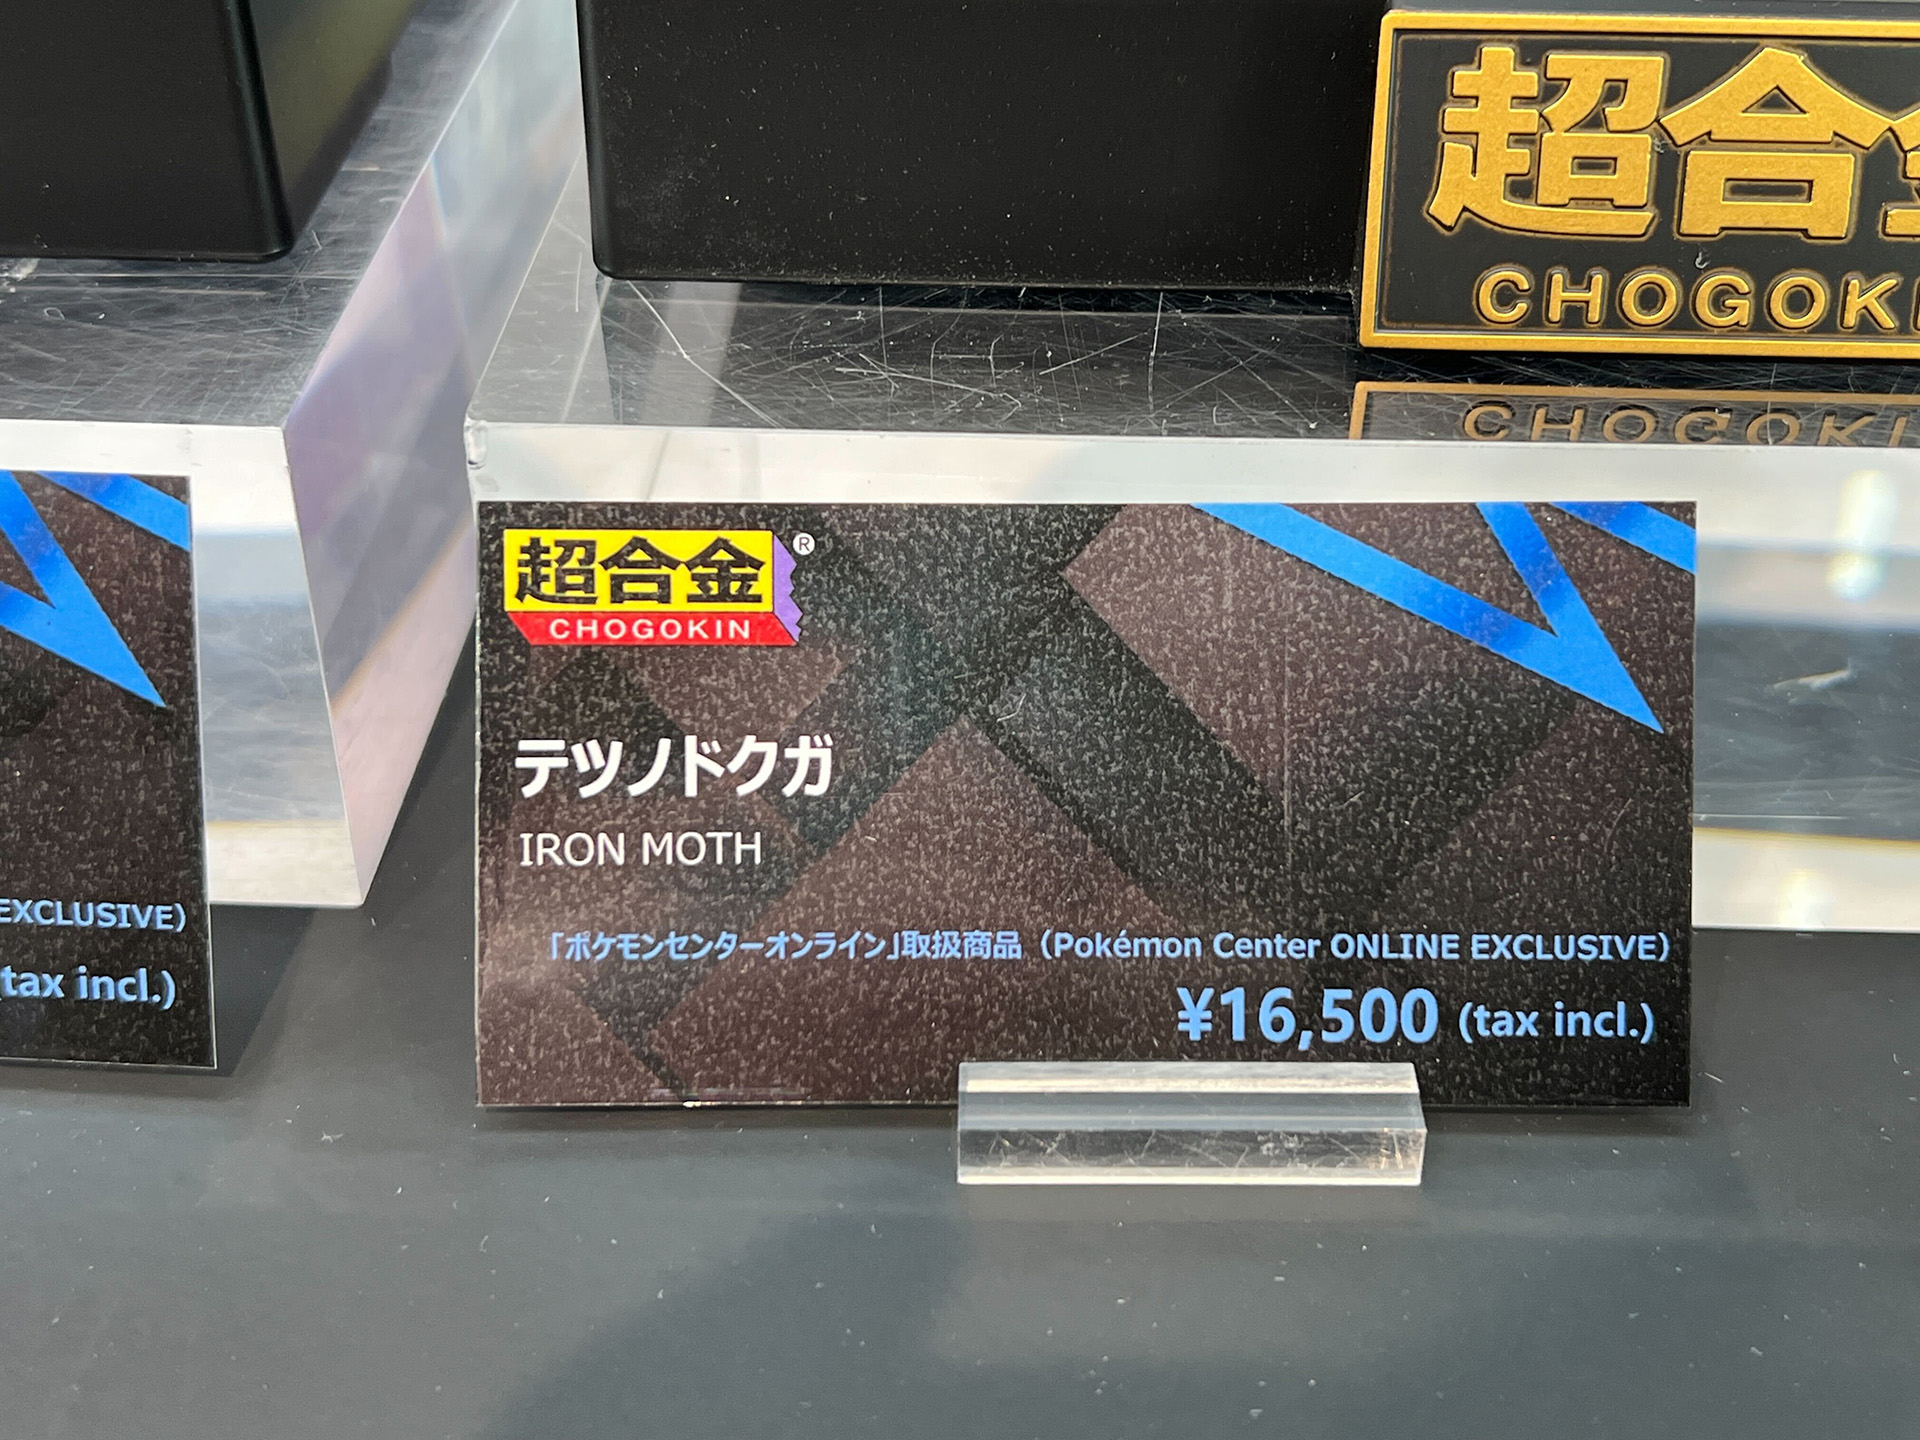 超合
CHOGOKI
CHOGOKI
超合金®
CHOGOKIN
テツノドクガ
IRON MOTH
「ポケモンセンターオンライン」取扱商品（Pokémon Center ONLINE EXCLUSIVE）
¥16,500 (tax incl.)
EXCLUSIVE）
(tax incl.)